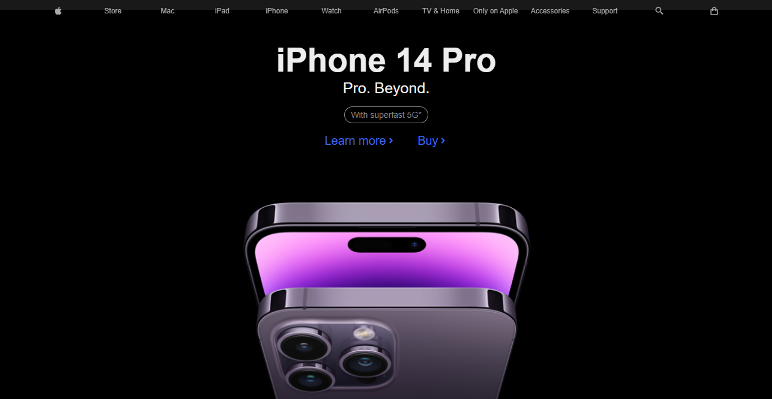 Store Mac iPad iPhone Watch AirPods TV & Home Only on Apple Accessories Support
iPhone 14 Pro
Pro. Beyond.
With superfast 5G*
Learn more > Buy >